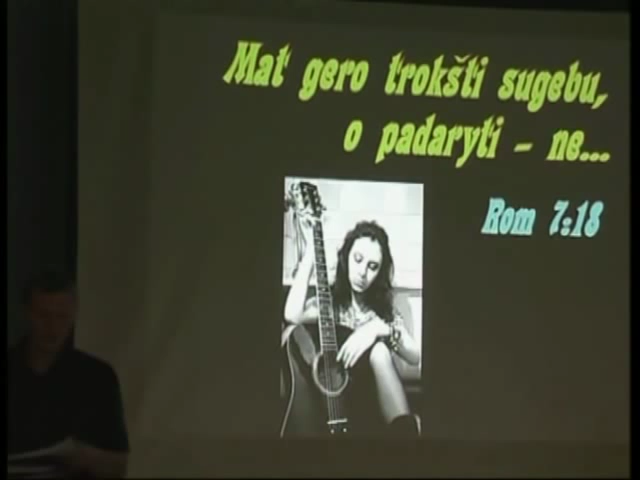 Mat gero trokšti sugebu,
o padaryti - ne...
Rom 7:18